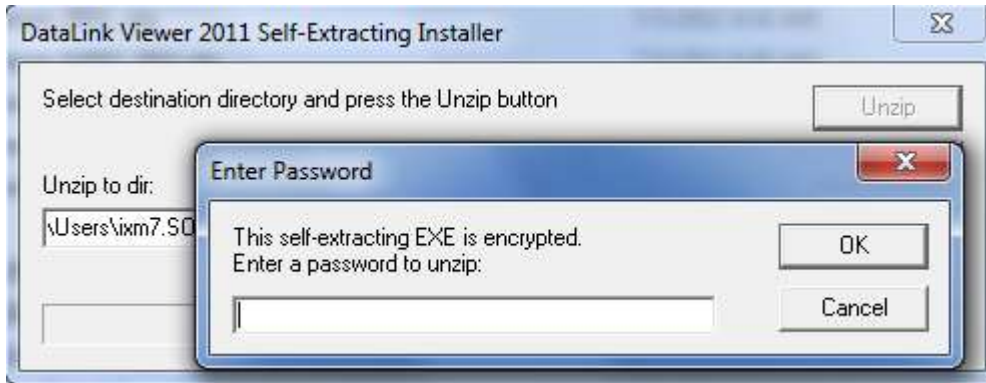 DataLink Viewer 2011 Self-Extracting Installer
Select destination directory and press the Unzip button
Unzip
Unzip to dir:
\Users\ixm7.SO
Enter Password
This self-extracting EXE is encrypted.
Enter a password to unzip:
OK
Cancel